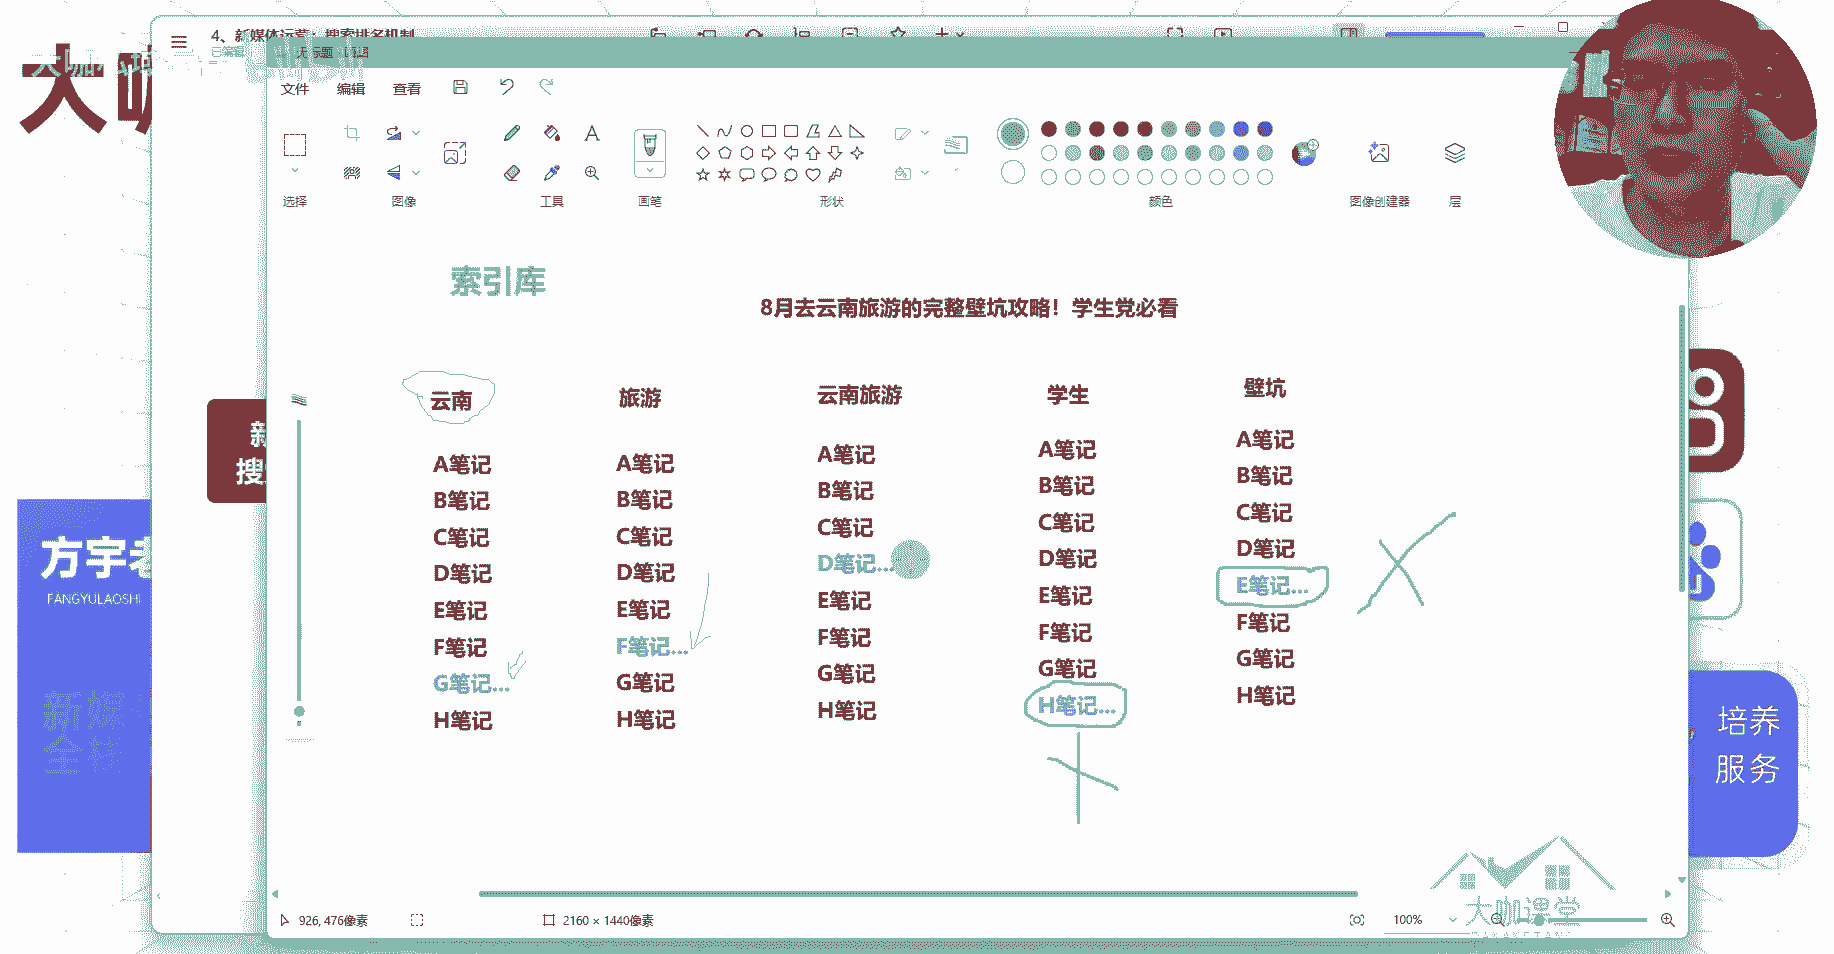 4、新媒体运营：搜索排名机制
已编辑
无标题 - 画图
大咖
文件 编辑 查看
选择
图像
工具
画笔
形状
颜色
图像创建器
层
索引库
8月去云南旅游的完整壁坑攻略！学生党必看
云南
A笔记
B笔记
C笔记
D笔记
E笔记
F笔记
G笔记...
H笔记
旅游
A笔记
B笔记
C笔记
D笔记
E笔记
F笔记...
G笔记
H笔记
云南旅游
A笔记
B笔记
C笔记
D笔记...
E笔记
F笔记
G笔记
H笔记
学生
A笔记
B笔记
C笔记
D笔记
E笔记
F笔记
G笔记
H笔记...
壁坑
A笔记
B笔记
C笔记
D笔记
E笔记...
F笔记
G笔记
H笔记
新
搜
方宇老
FANGYULAOSHI
新媒
全栈
培养
服务
大咖课堂
926, 476像素
2160 × 1440像素
100%